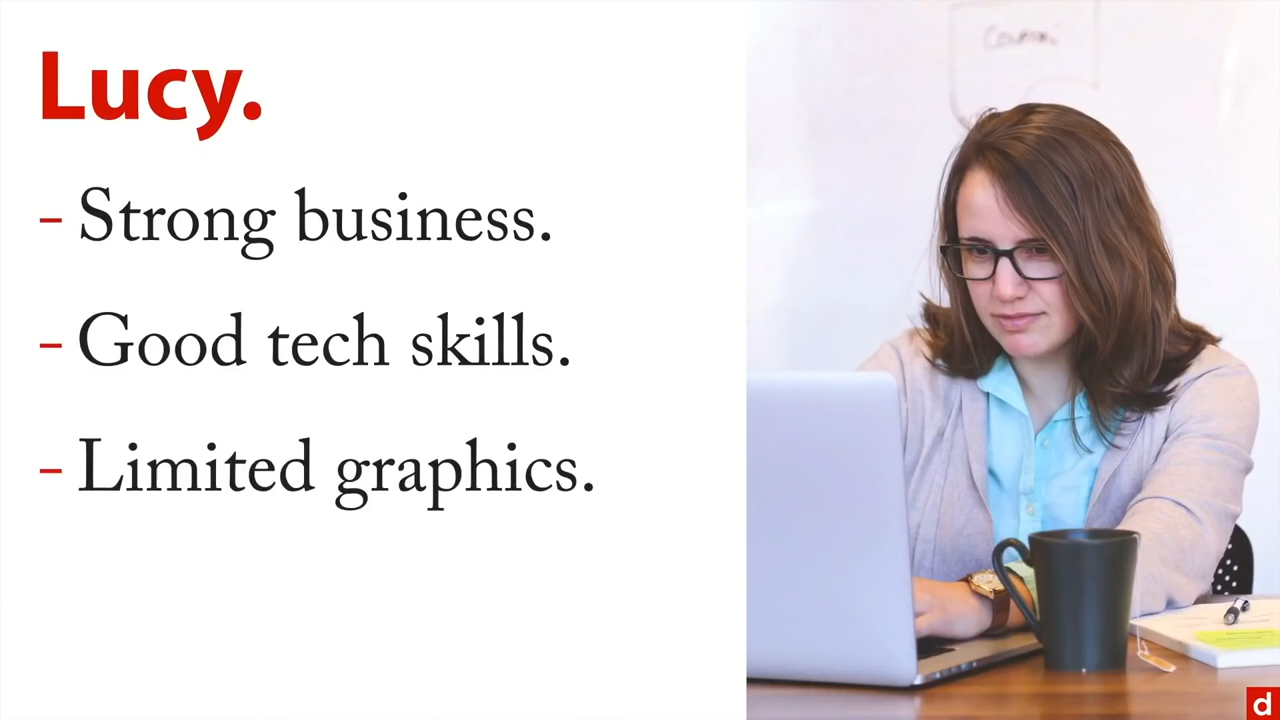 Lucy.
- Strong business.
- Good tech skills.
- Limited graphics.
d